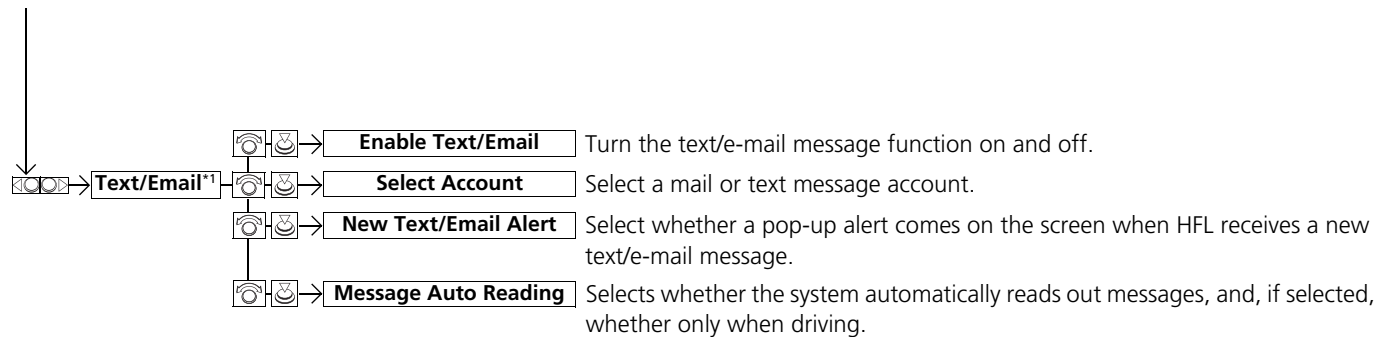 Enable Text/Email Turn the text/e-mail message function on and off.
Text/Email*1 Select Account Select a mail or text message account.
New Text/Email Alert Select whether a pop-up alert comes on the screen when HFL receives a new
text/e-mail message.
Message Auto Reading Selects whether the system automatically reads out messages, and, if selected,
whether only when driving.